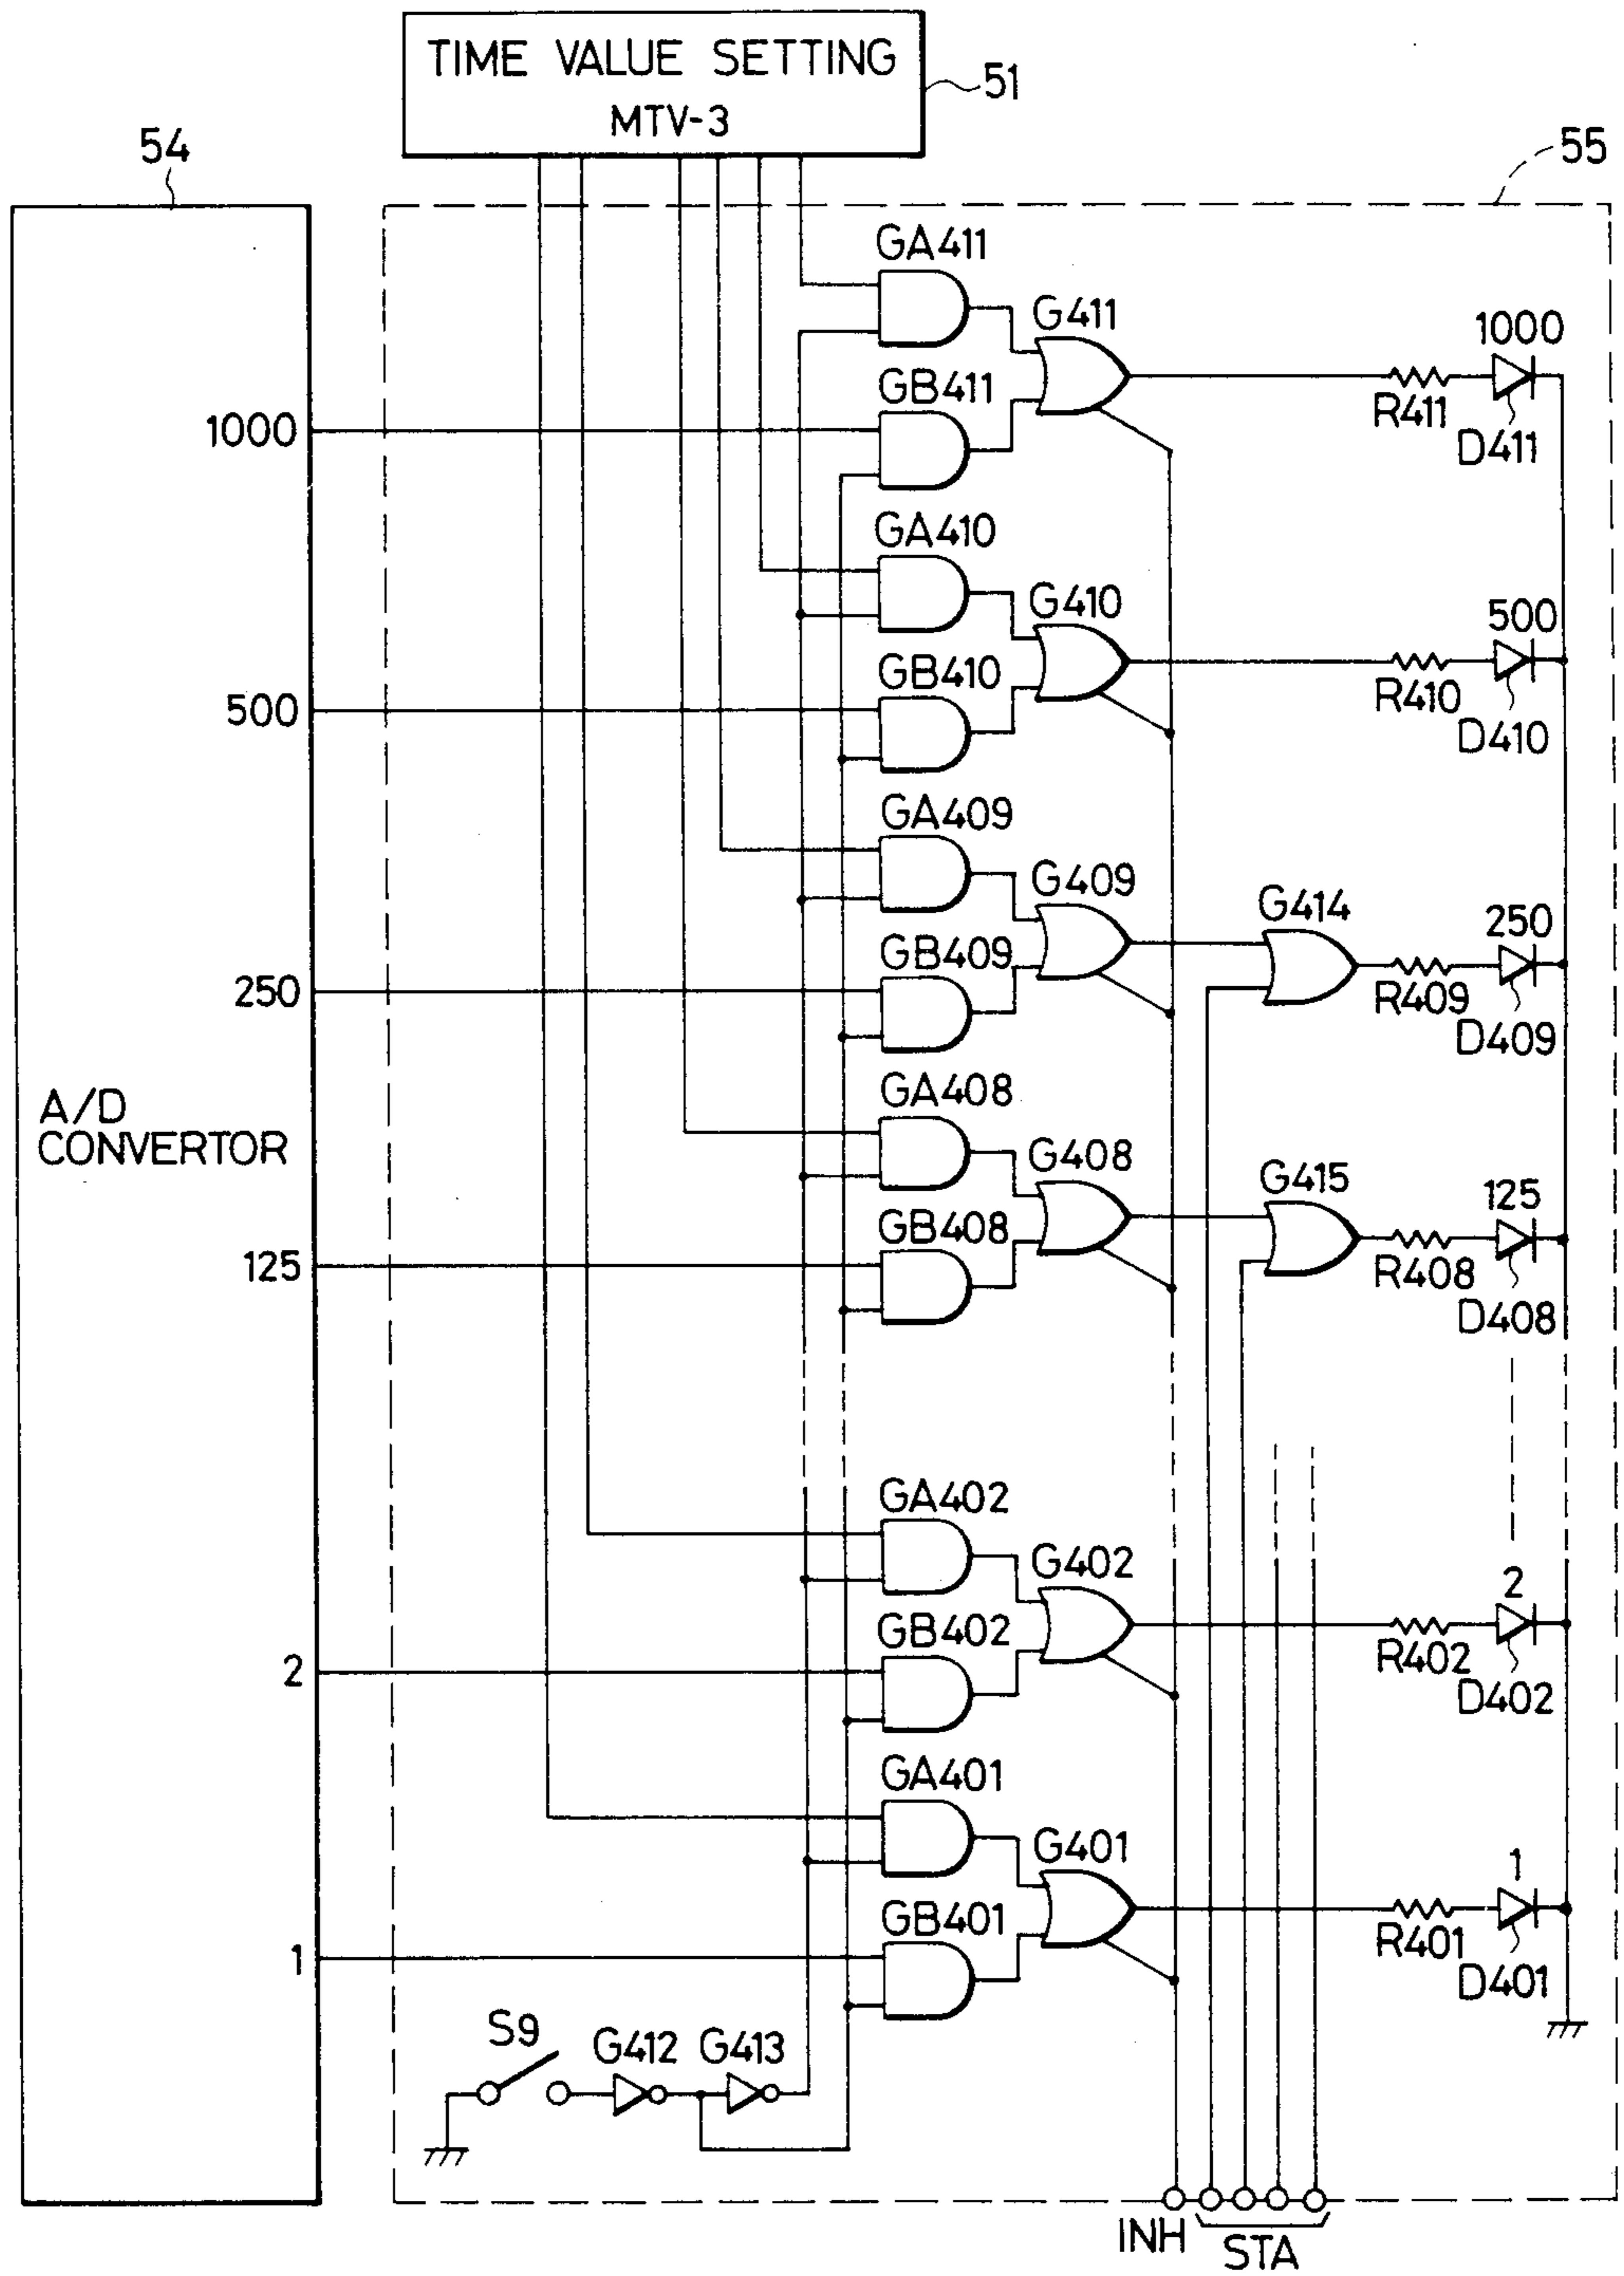 TIME VALUE SETTING
MTV-3
51
54
55
GA411
G411
1000
GB411
R411
D411
1000
GA410
G410
500
GB410
R410
D410
500
GA409
G409
G414
250
GB409
R409
D409
250
GA408
G408
G415
125
GB408
R408
D408
125
A/D
CONVERTOR
GA402
G402
2
GB402
R402
D402
2
GA401
G401
1
GB401
R401
D401
1
S9
G412
G413
INH
STA